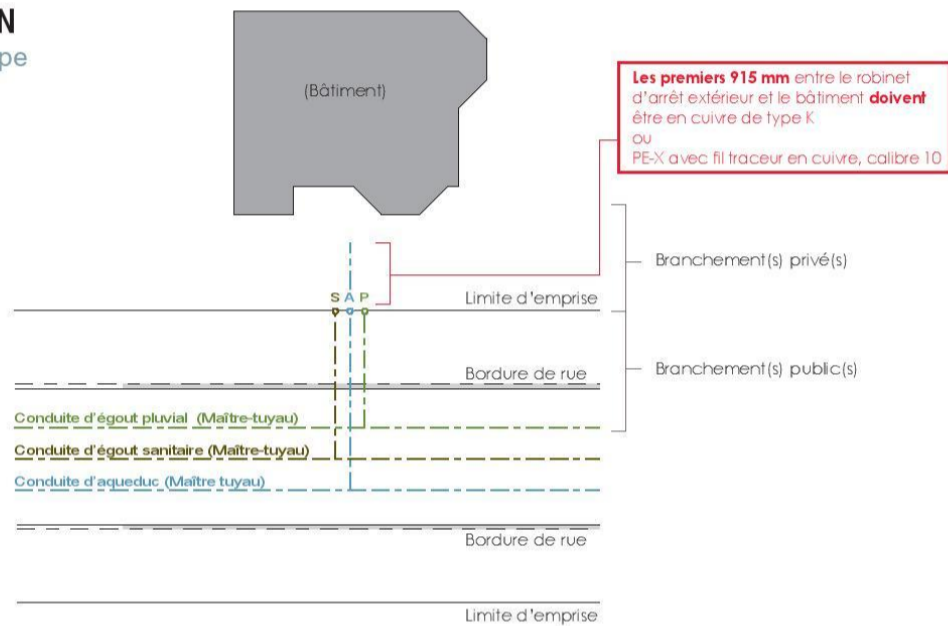 N
pe
(Bâtiment)
Les premiers 915 mm entre le robinet
d'arrêt extérieur et le bâtiment doivent
être en cuivre de type K
ou
PE-X avec fil traceur en cuivre, calibre 10
Branchement(s) privé(s)
S A P
Limite d'emprise
Bordure de rue
Branchement(s) public(s)
Conduite d'égout pluvial (Maître-tuyau)
Conduite d'égout sanitaire (Maître-tuyau)
Conduite d'aqueduc (Maître tuyau)
Bordure de rue
Limite d'emprise